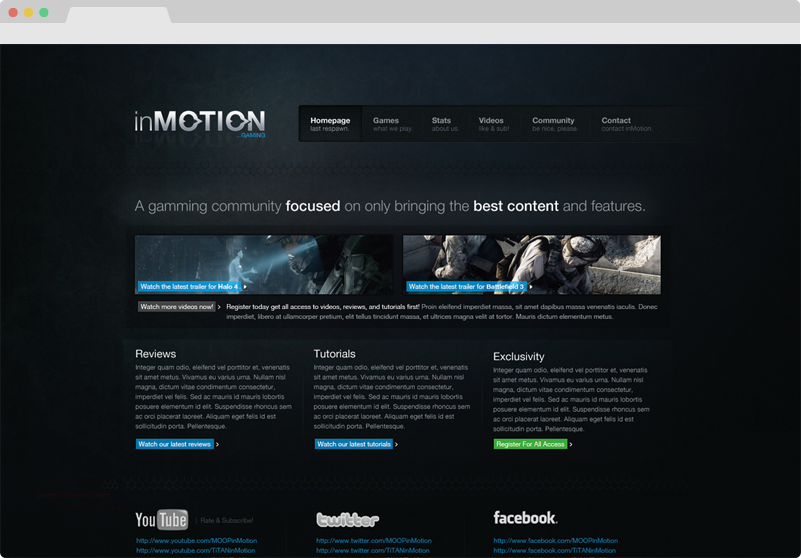 inMOTION
...GAMING
Homepage
last respawn.
Games
what we play.
Stats
about us.
Videos
like & sub!
Community
be nice, please.
Contact
contact inMotion.
A gamming community focused on only bringing the best content and features.
Watch the latest trailer for Halo 4
Watch the latest trailer for Battlefield 3
Watch more videos now!
Register today get all access to videos, reviews, and tutorials first! Proin eleifend imperdiet massa, sit amet dapibus massa venenatis iaculis. Donec
imperdiet, libero at ullamcorper pretium, elit tellus tincidunt massa, et ultrices magna velit at tortor. Mauris dictum elementum metus.
Reviews
Integer quam odio, eleifend vel porttitor et, venenatis
sit amet metus. Vivamus eu varius urna. Nullam nisl
magna, dictum vitae condimentum consectetur,
imperdiet vel felis. Sed ac mauris id mauris lobortis
posuere elementum id elit. Suspendisse rhoncus sem
ac orci placerat laoreet. Aliquam eget felis id est
sollicitudin porta. Pellentesque.
Watch our latest reviews
Tutorials
Integer quam odio, eleifend vel porttitor et, venenatis
sit amet metus. Vivamus eu varius urna. Nullam nisl
magna, dictum vitae condimentum consectetur,
imperdiet vel felis. Sed ac mauris id mauris lobortis
posuere elementum id elit. Suspendisse rhoncus sem
ac orci placerat laoreet. Aliquam eget felis id est
sollicitudin porta. Pellentesque.
Watch our latest tutorials
Exclusivity
Integer quam odio, eleifend vel porttitor et, venenatis
sit amet metus. Vivamus eu varius urna. Nullam nisl
magna, dictum vitae condimentum consectetur,
imperdiet vel felis. Sed ac mauris id mauris lobortis
posuere elementum id elit. Suspendisse rhoncus sem
ac orci placerat laoreet. Aliquam eget felis id est
sollicitudin porta. Pellentesque.
Register For All Access
YouTube | Rate & Subscribe!
http://www.youtube.com/MOOPinMotion
http://www.youtube.com/TiTANinMotion
twitter
http://www.twitter.com/MOOPinMotion
http://www.twitter.com/TiTANinMotion
facebook
http://www.facebook.com/MOOPinMotion
http://www.facebook.com/TiTANinMotion